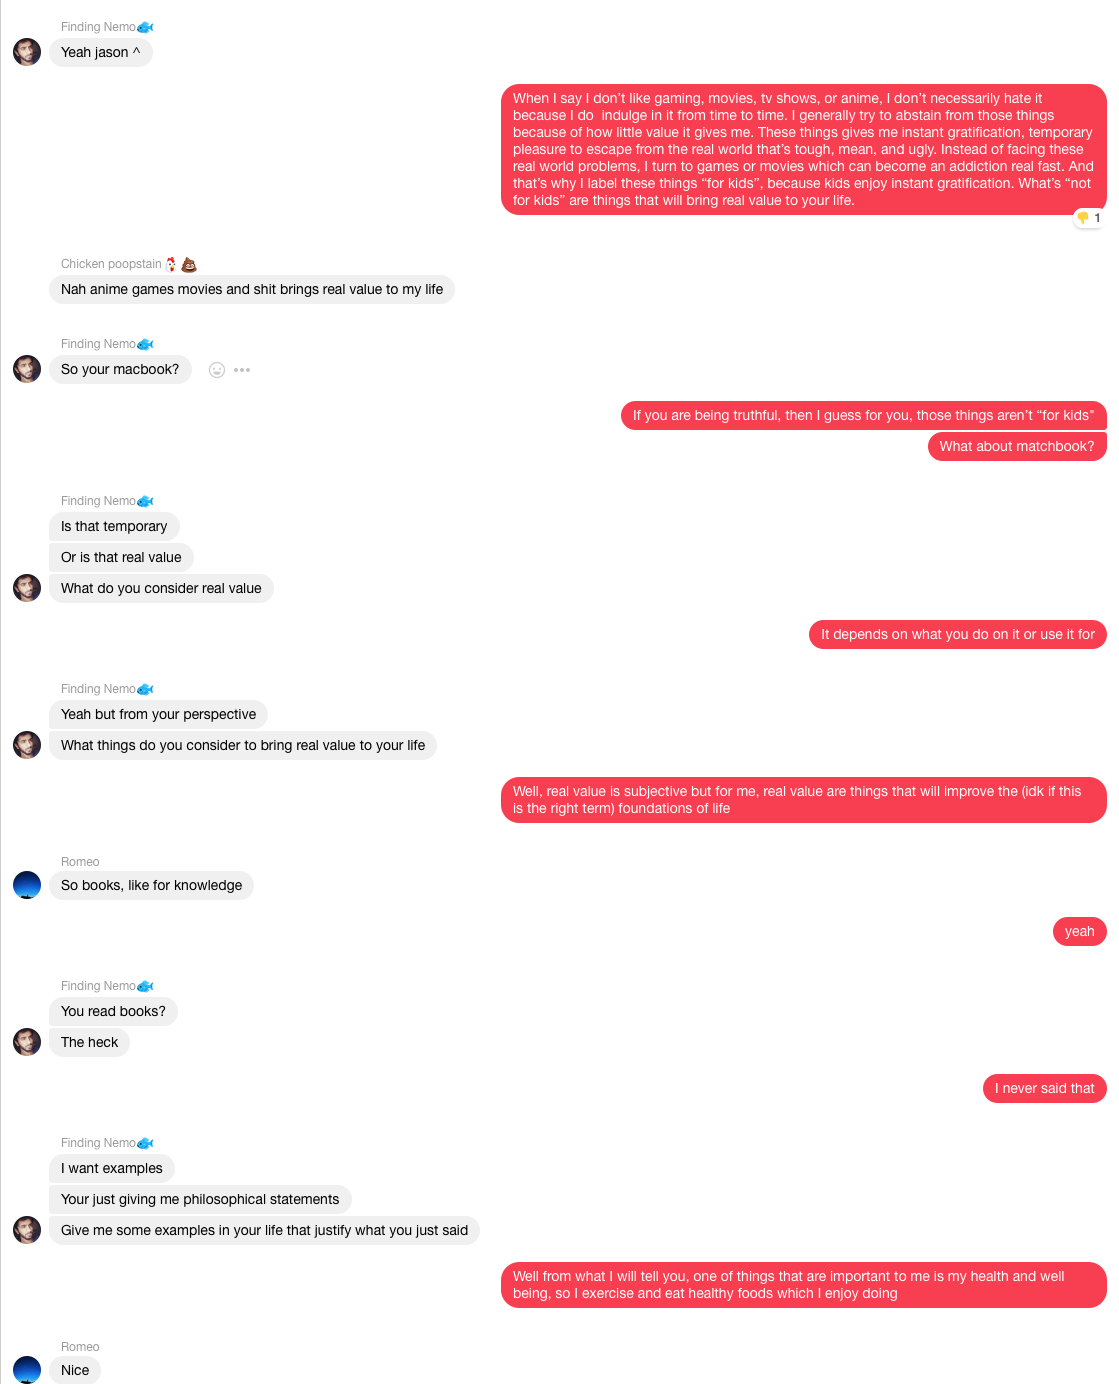 Finding Nemo🐟
Yeah jason ^
When I say I don't like gaming, movies, tv shows, or anime, I don't necessarily hate it
because I do  indulge in it from time to time. I generally try to abstain from those things
because of how little value it gives me. These things gives me instant gratification, temporary
pleasure to escape from the real world that's tough, mean, and ugly. Instead of facing these
real world problems, I turn to games or movies which can become an addiction real fast. And
that's why I label these things “for kids”, because kids enjoy instant gratification. What's “not
for kids” are things that will bring real value to your life.
👎 1
Chicken poopstain🐔💩
Nah anime games movies and shit brings real value to my life
Finding Nemo🐟
So your macbook?
If you are being truthful, then I guess for you, those things aren't “for kids”
What about matchbook?
Finding Nemo🐟
Is that temporary
Or is that real value
What do you consider real value
It depends on what you do on it or use it for
Finding Nemo🐟
Yeah but from your perspective
What things do you consider to bring real value to your life
Well, real value is subjective but for me, real value are things that will improve the (idk if this
is the right term) foundations of life
Romeo
So books, like for knowledge
yeah
Finding Nemo🐟
You read books?
The heck
I never said that
Finding Nemo🐟
I want examples
Your just giving me philosophical statements
Give me some examples in your life that justify what you just said
Well from what I will tell you, one of things that are important to me is my health and well
being, so I exercise and eat healthy foods which I enjoy doing
Romeo
Nice